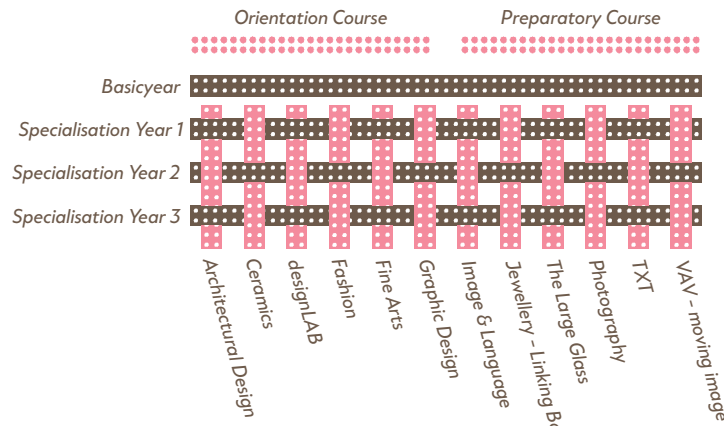 Orientation Course
Preparatory Course
Basicyear
Specialisation Year 1
Specialisation Year 2
Specialisation Year 3
Architectural Design
Ceramics
designLAB
Fashion
Fine Arts
Graphic Design
Image & Language
Jewellery - Linking
The Large Glass
Photography
TXT
VAV - moving image